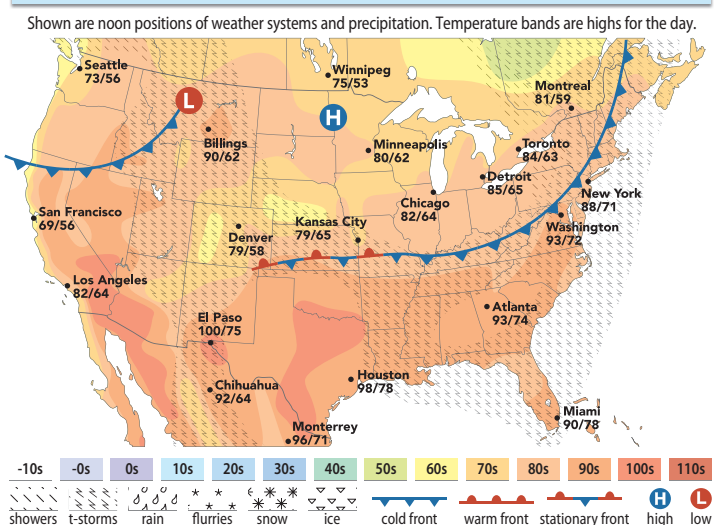 Shown are noon positions of weather systems and precipitation. Temperature bands are highs for the day.
Seattle
73/56
Winnipeg
75/53
Montreal
81/59
L
H
Billings
90/62
Minneapolis
80/62
Toronto
84/63
Detroit
85/65
New York
88/71
Chicago
82/64
San Francisco
69/56
Kansas City
79/65
Washington
93/72
Denver
79/58
Los Angeles
82/64
Atlanta
93/74
El Paso
100/75
Houston
98/78
Chihuahua
92/64
Miami
90/78
Monterrey
96/71
-10s -0s 0s 10s 20s 30s 40s 50s 60s 70s 80s 90s 100s 110s
H L
showers t-storms rain flurries snow ice cold front warm front stationary front high low